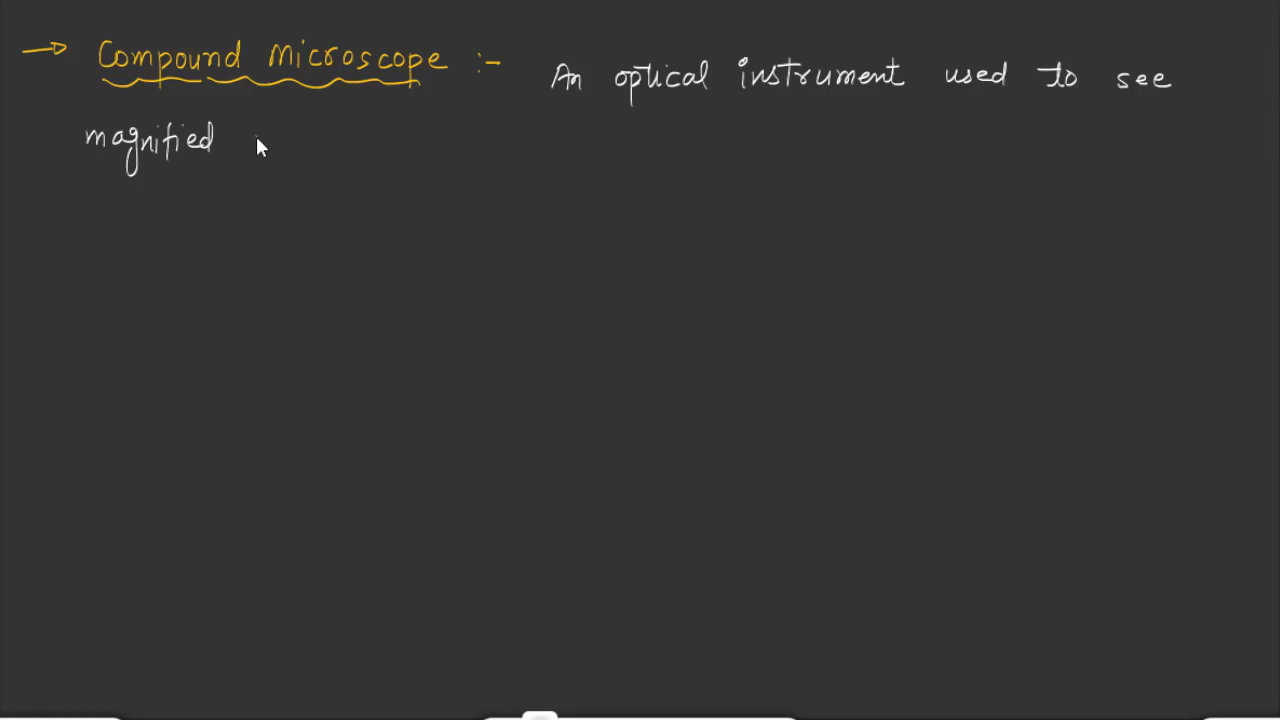 → Compound Microscope :- An optical instrument used to see
magnified